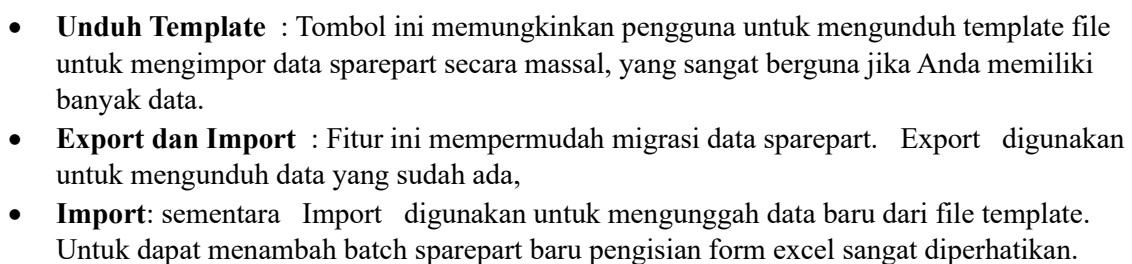 • Unduh Template : Tombol ini memungkinkan pengguna untuk mengunduh template file
untuk mengimpor data sparepart secara massal, yang sangat berguna jika Anda memiliki
banyak data.
• Export dan Import : Fitur ini mempermudah migrasi data sparepart. Export digunakan
untuk mengunduh data yang sudah ada,
• Import: sementara Import digunakan untuk mengunggah data baru dari file template.
Untuk dapat menambah batch sparepart baru pengisian form excel sangat diperhatikan.